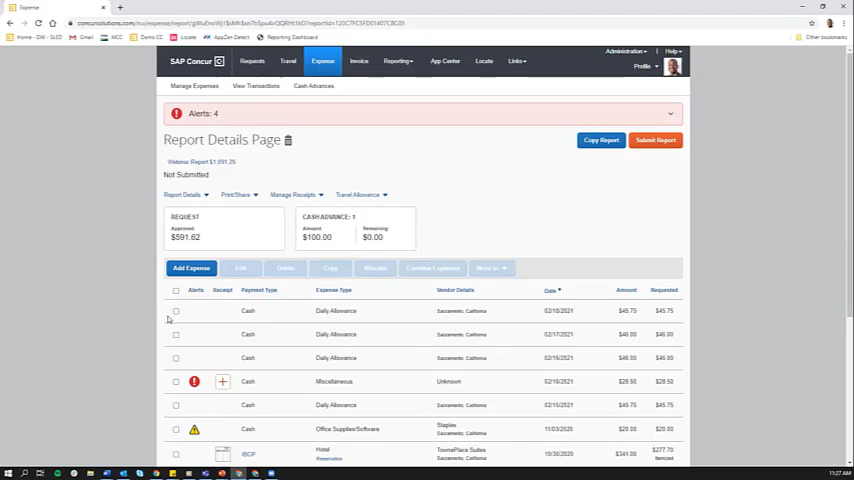 Expense
concursolutions.com/nui/expense/report/
Home - GW - SLED Gmail AICC Demo CC Locate AppZen Detect Reporting Dashboard Other bookmarks
Administration Help
SAP Concur C Requests Travel Expense Invoice Reporting App Center Locate Links
Profile
Manage Expenses View Transactions Cash Advances
Alerts: 4
Report Details Page Copy Report Submit Report
Webinar Report $1,091.29
Not Submitted
Report Details Print/Share Manage Receipts Travel Allowance
REQUEST CASH ADVANCE: 1
Approved Amount Remaining
$591.62 $100.00 $0.00
Add Expense Edit Delete Copy Allocate Combine Expenses Move to
Alerts Receipt Payment Type Expense Type Vendor Details Date Amount Requested
Cash Daily Allowance Sacramento, California 02/18/2021 $45.75 $45.75
Cash Daily Allowance Sacramento, California 02/17/2021 $46.00 $46.00
Cash Daily Allowance Sacramento, California 02/16/2021 $46.00 $46.00
Cash Miscellaneous Unknown 02/16/2021 $28.50 $28.50
Cash Daily Allowance Sacramento, California 02/15/2021 $45.75 $45.75
Cash Office Supplies/Software Staples 11/03/2020 $20.00 $20.00
Sacramento, California
IBCP Hotel TownePlace Suites 10/30/2020 $341.00 $277.70
Reservation Sacramento, California Itemized
11:27 AM